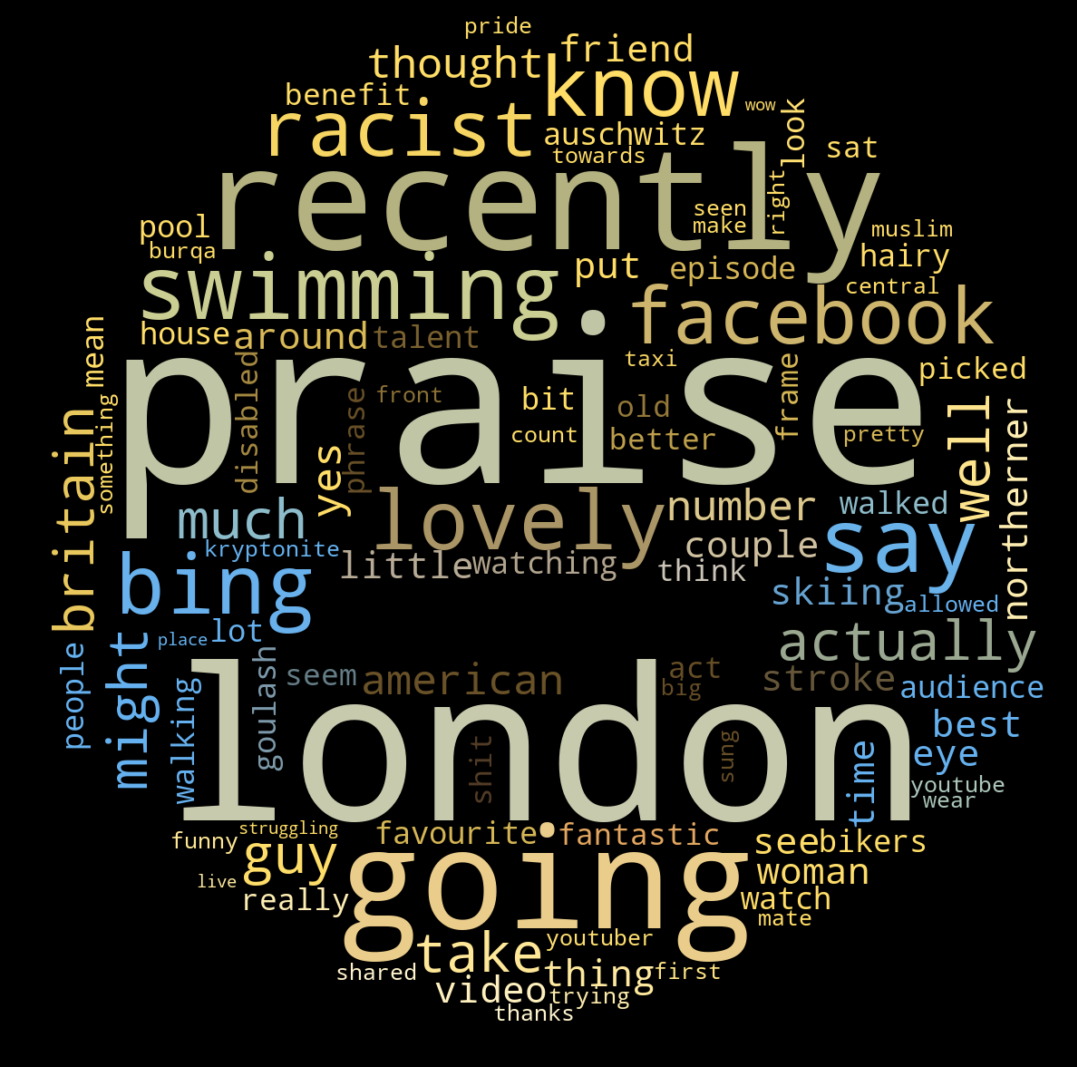 pride
thought
friend
know
benefit
racist
wow
look
auschwitz
towards
sat
recently
right
seen
make
pool
burqa
muslim
hairy
swimming
put
episode
central
facebook
house
around
talent
mean
praise
taxi
picked
disabled
front
frame
bit
old
phrase
something
britain
yes
count
better
pretty
well
northerner
lovely
number
walked
much
say
kryptonite
couple
little
watching
think
bing
skiing
allowed
lot
place
actually
might
people
goulash
seem
american
act
big
stroke
audience
walking
london
best
shit
sung
eye
time
youtube
wear
struggling
favourite
fantastic
funny
see
bikers
guy
going
woman
live
really
watch
mate
take
youtuber
shared
thing
first
video
trying
thanks